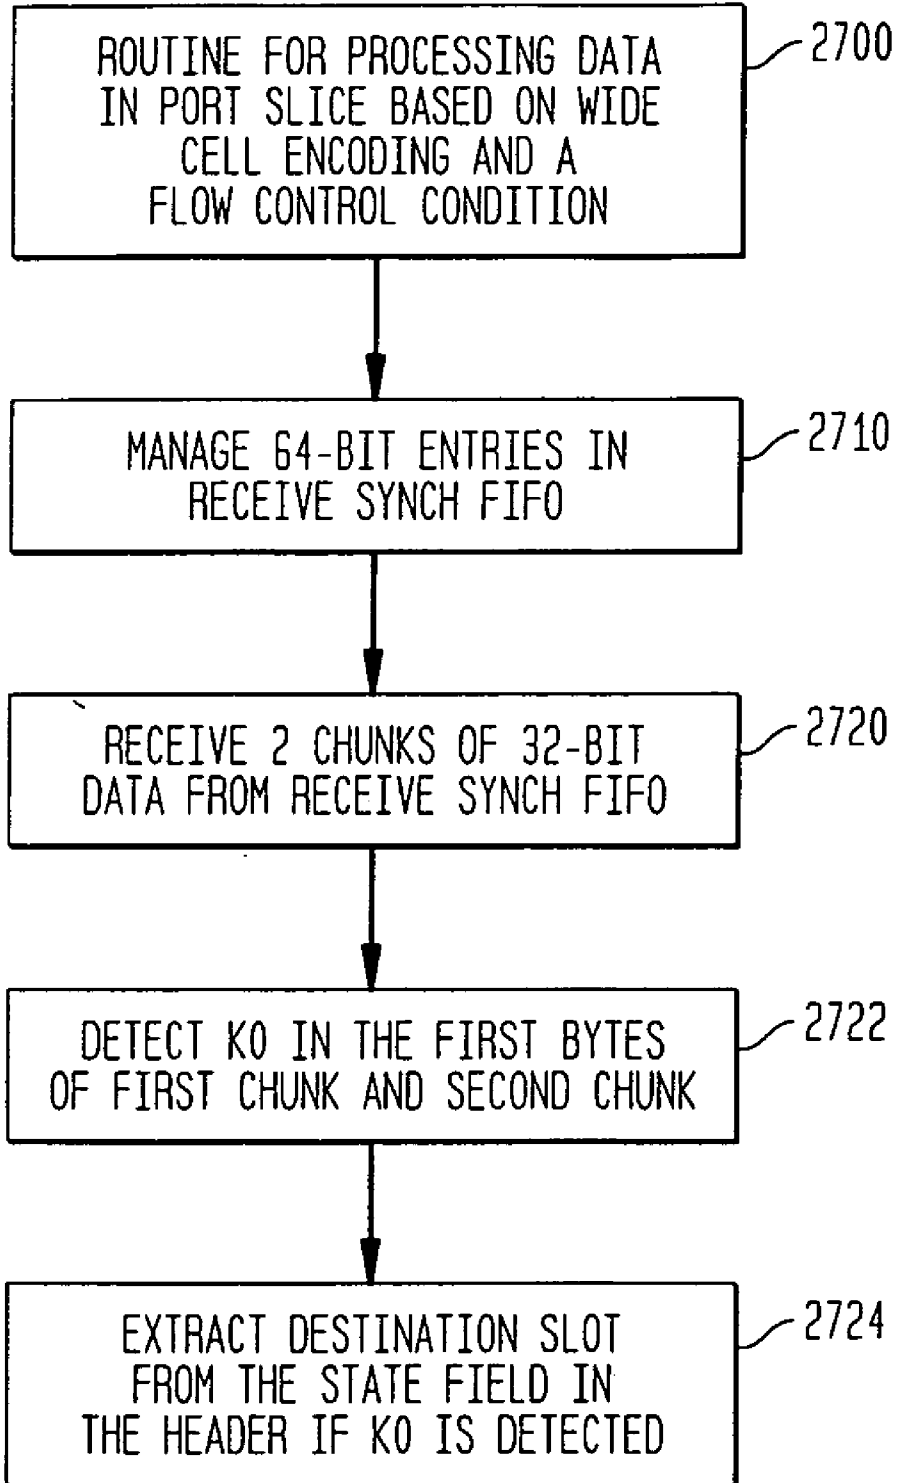 ROUTINE FOR PROCESSING DATA
IN PORT SLICE BASED ON WIDE
CELL ENCODING AND A
FLOW CONTROL CONDITION
2700
MANAGE 64-BIT ENTRIES IN
RECEIVE SYNCH FIFO
2710
RECEIVE 2 CHUNKS OF 32-BIT
DATA FROM RECEIVE SYNCH FIFO
2720
DETECT K0 IN THE FIRST BYTES
OF FIRST CHUNK AND SECOND CHUNK
2722
EXTRACT DESTINATION SLOT
FROM THE STATE FIELD IN
THE HEADER IF K0 IS DETECTED
2724